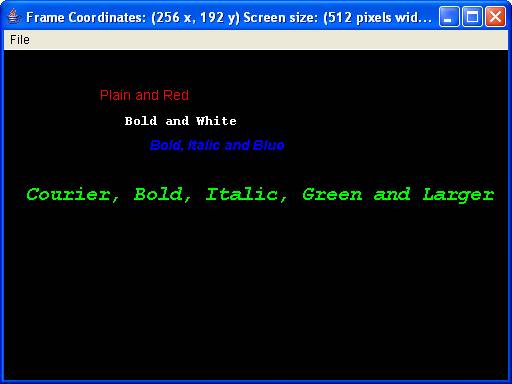 Frame Coordinates: (256 x, 192 y) Screen size: (512 pixels wid...
File
Plain and Red
Bold and White
Bold, Italic and Blue
Courier, Bold, Italic, Green and Larger